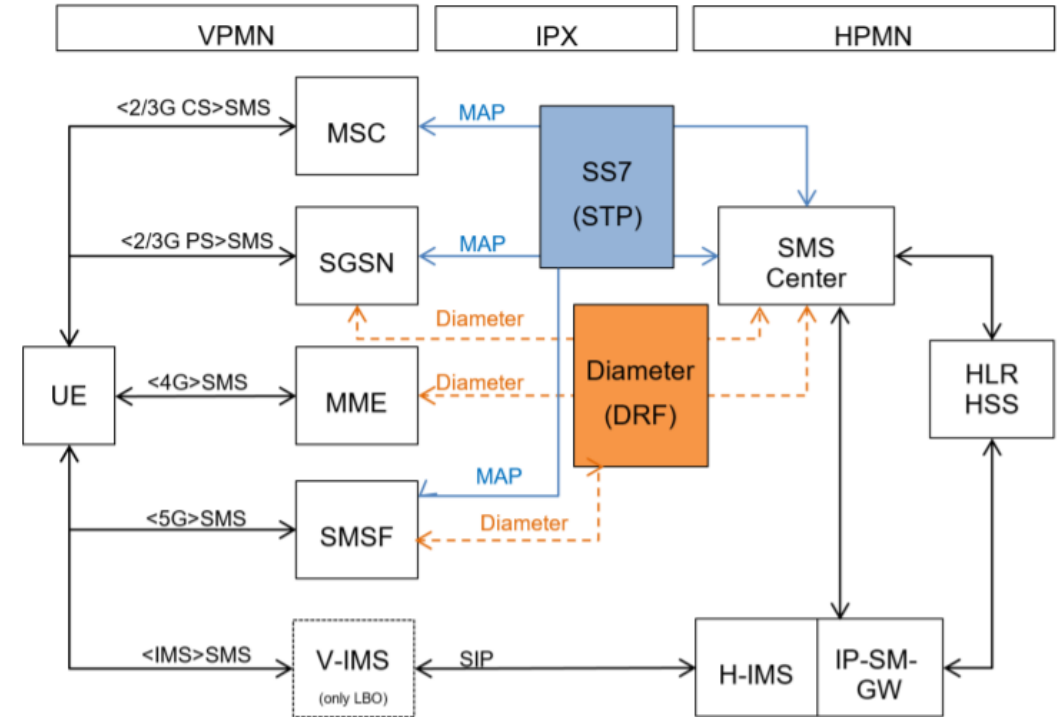 VPMN
IPX
HPMN
<2/3G CS>SMS
MSC
MAP
SS7
(STP)
<2/3G PS>SMS
SGSN
MAP
SMS
Center
Diameter
UE
<4G>SMS
MME
Diameter
Diameter
(DRF)
HLR
HSS
MAP
<5G>SMS
SMSF
Diameter
<IMS>SMS
V-IMS
(only LBO)
SIP
H-IMS
IP-SM-
GW